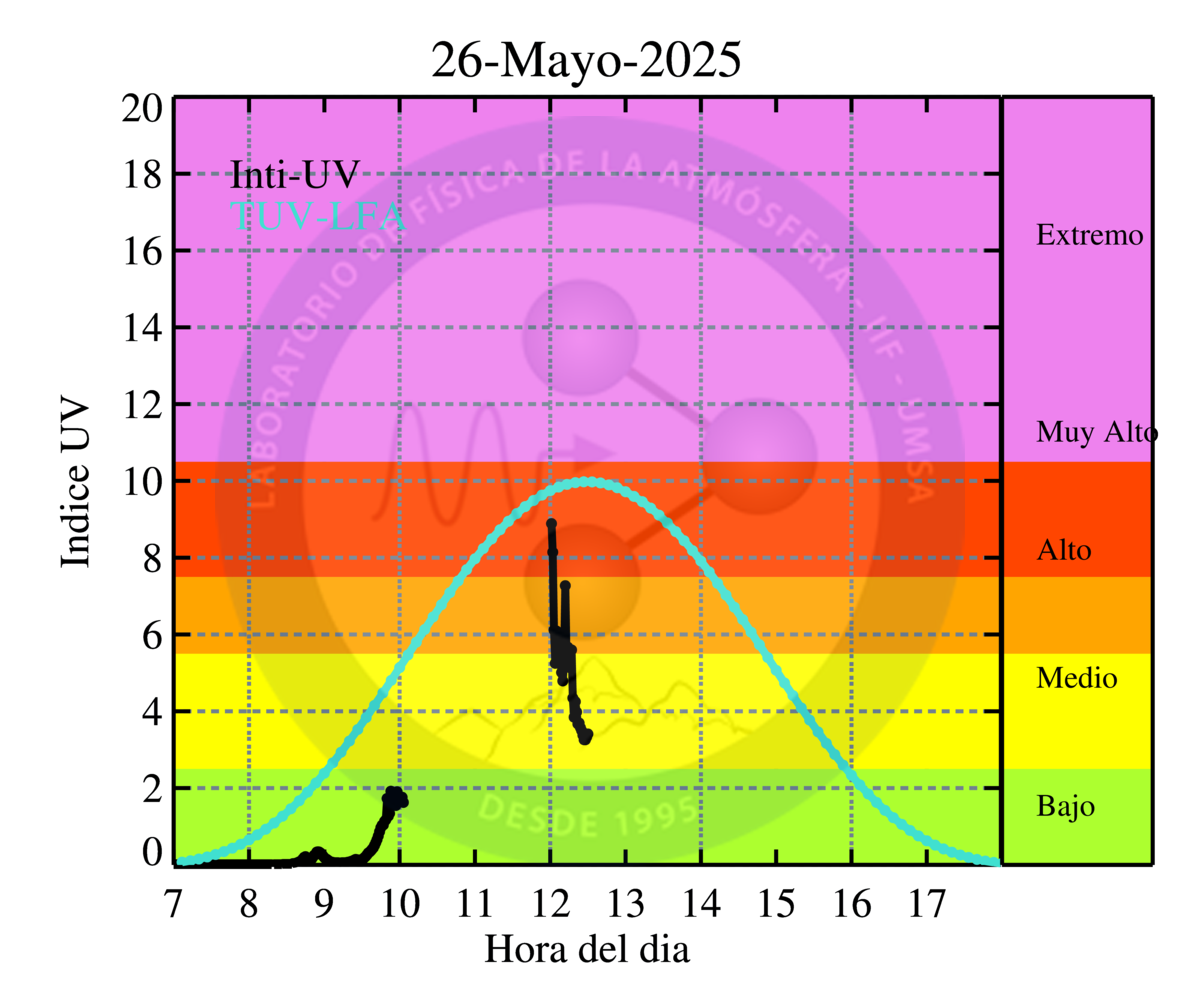 26-Mayo-2025
Indice UV
20
18
16
14
12
10
8
6
4
2
0
Inti-UV
TUV-LFA
LABORATORIO DE FÍSICA DE LA ATMÓSFERA - IIF - UMSA
DESDE 1995
Extremo
Muy Alto
Alto
Medio
Bajo
7 8 9 10 11 12 13 14 15 16 17
Hora del dia